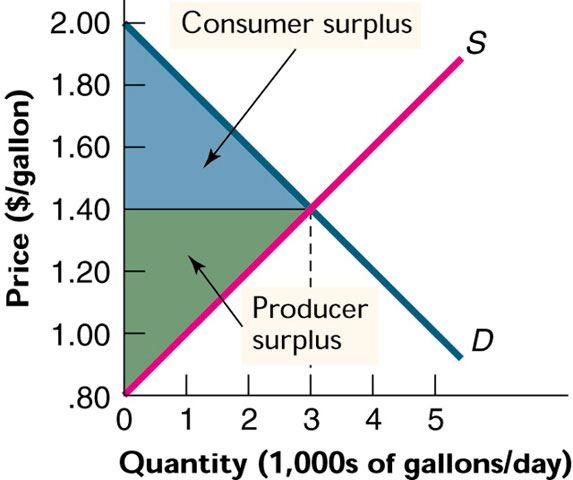 2.00
Consumer surplus
S
1.80
1.60
1.40
1.20
1.00
.80
Producer
surplus
D
0 1 2 3 4 5
Price ($/gallon)
Quantity (1,000s of gallons/day)